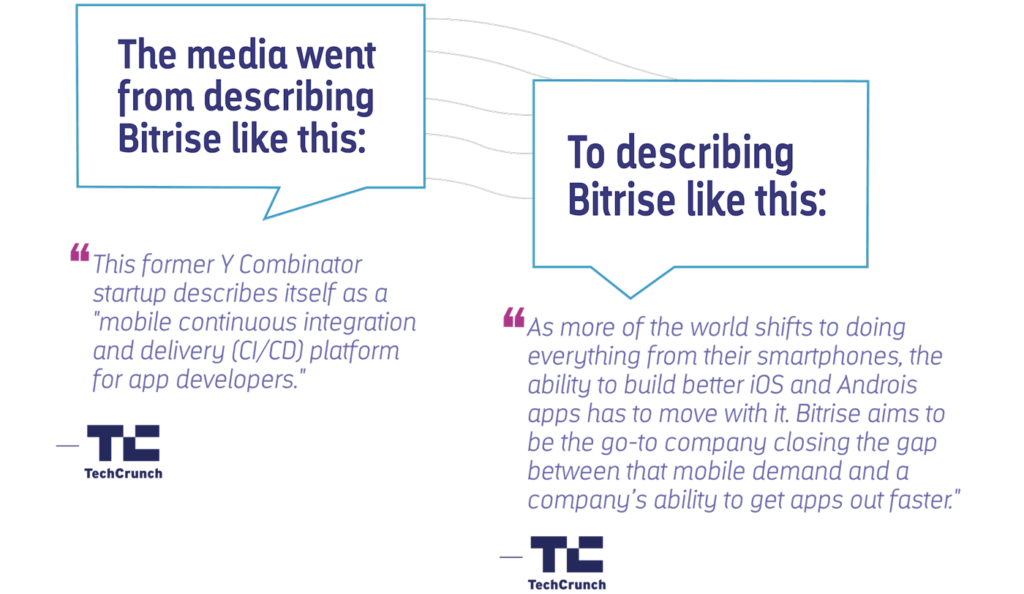 The media went
from describing
Bitrise like this:
❝This former Y Combinator
startup describes itself as a
"mobile continuous integration
and delivery (CI/CD) platform
for app developers."
— TC
TechCrunch
To describing
Bitrise like this:
❝As more of the world shifts to doing
everything from their smartphones, the
ability to build better iOS and Androis
apps has to move with it. Bitrise aims to
be the go-to company closing the gap
between that mobile demand and a
company’s ability to get apps out faster."
— TC
TechCrunch